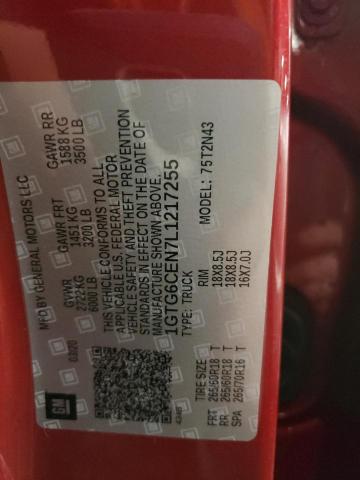 MFD BY GENERAL MOTORS LLC
GM 03/20
GVWR GAWR FRT GAWR RR
2722 KG 1451 KG 1588 KG
6000 LB 3200 LB 3500 LB
THIS VEHICLE CONFORMS TO ALL
APPLICABLE U.S. FEDERAL MOTOR
VEHICLE SAFETY AND THEFT PREVENTION
STANDARDS IN EFFECT ON THE DATE OF
MANUFACTURE SHOWN ABOVE.
1GTG6CEN7L1217255
TYPE: TRUCK MODEL: 75T2N43
TIRE SIZE RIM
FRT 265/60R18 T 18X8.5J
RR 265/60R18 T 18X8.5J
SPA 265/70R16 T 16X7.0J